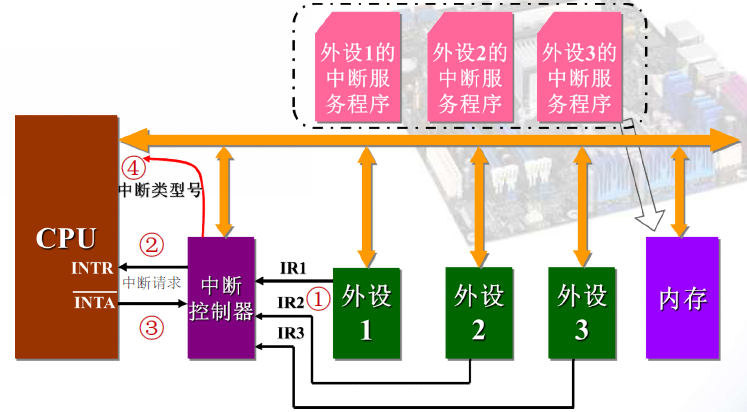 外设1的
中断服
务程序
外设2的
中断服
务程序
外设3的
中断服
务程序
④
中断类型号
CPU
②
INTR
中断请求
INTA
③
中断
控制器
IR1
①
IR2
IR3
外设
1
外设
2
外设
3
内存